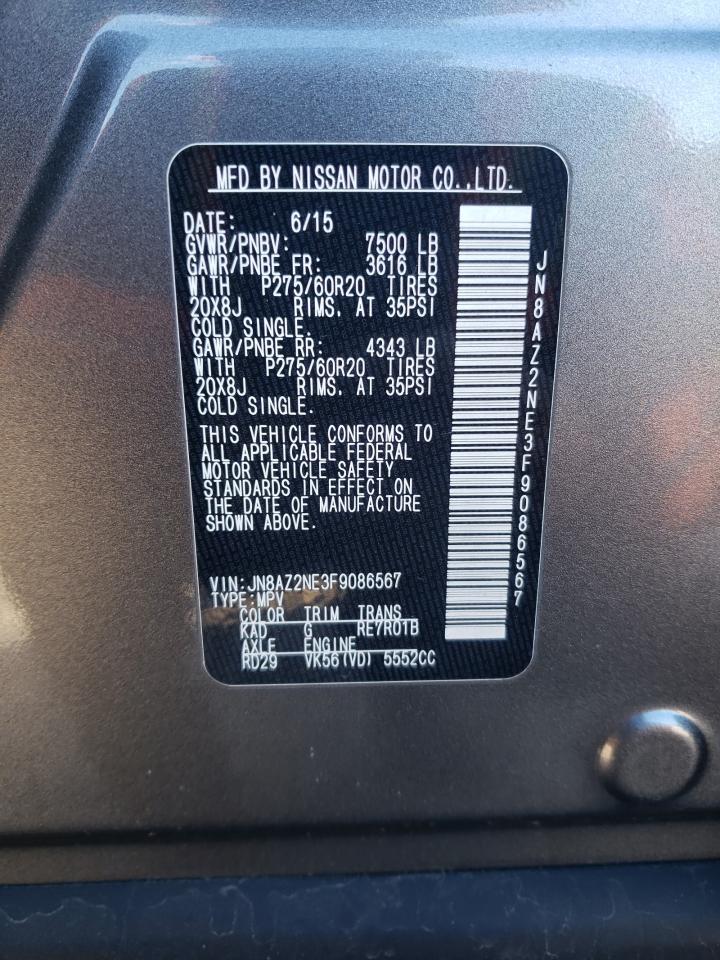 MFD BY NISSAN MOTOR CO.,LTD.
DATE: 6/15
GVWR/PNBV: 7500 LB
GAWR/PNBE FR: 3616 LB
WITH P275/60R20 TIRES
20X8J RIMS, AT 35PSI
COLD SINGLE.
GAWR/PNBE RR: 4343 LB
WITH P275/60R20 TIRES
20X8J RIMS, AT 35PSI
COLD SINGLE.
THIS VEHICLE CONFORMS TO
ALL APPLICABLE FEDERAL
MOTOR VEHICLE SAFETY
STANDARDS IN EFFECT ON
THE DATE OF MANUFACTURE
SHOWN ABOVE.
VIN:JN8AZ2NE3F9086567
TYPE:MPV
COLOR TRIM TRANS
KAD G RE7R01B
AXLE ENGINE
RD29 VK56(VD) 5552CC
JN8AZ2NE3F9086567